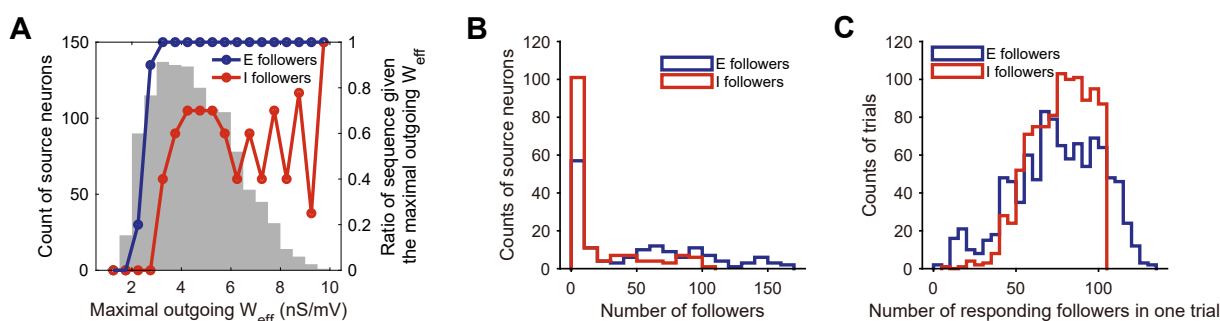 A
150
100
50
0
Count of source neurons
2
4
6
8
10
Maximal outgoing W_eff (nS/mV)
1
0.8
0.6
0.4
0.2
0
Ratio of sequence given
the maximal outgoing W_eff
E followers
I followers
B
120
100
80
60
40
20
0
Counts of source neurons
0
50
100
150
Number of followers
E followers
I followers
C
120
100
80
60
40
20
0
Counts of trials
0
50
100
Number of responding followers in one trial
E followers
I followers